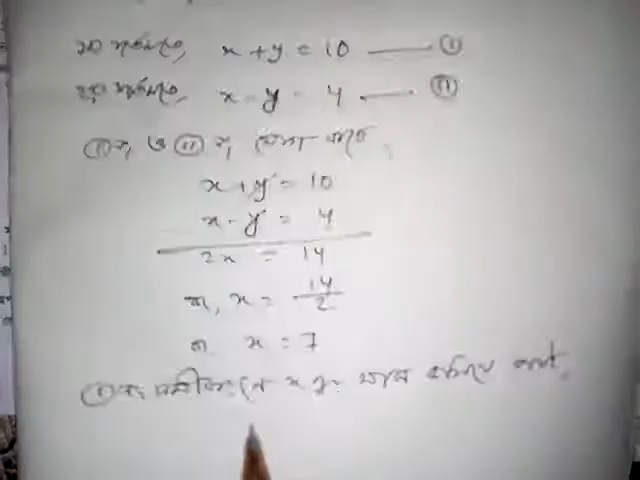 ১ম শর্তমতে, x + y = 10 ——— (i)
২য় শর্তমতে, x - y = 4 ——— (ii)
(i) নং ও (ii) নং যোগ করে,
x + y = 10
x - y = 4
2x = 14
বা, x = 14/2
বা x = 7
(i) নং সমীকরণে x এর মান বসিয়ে পাই,